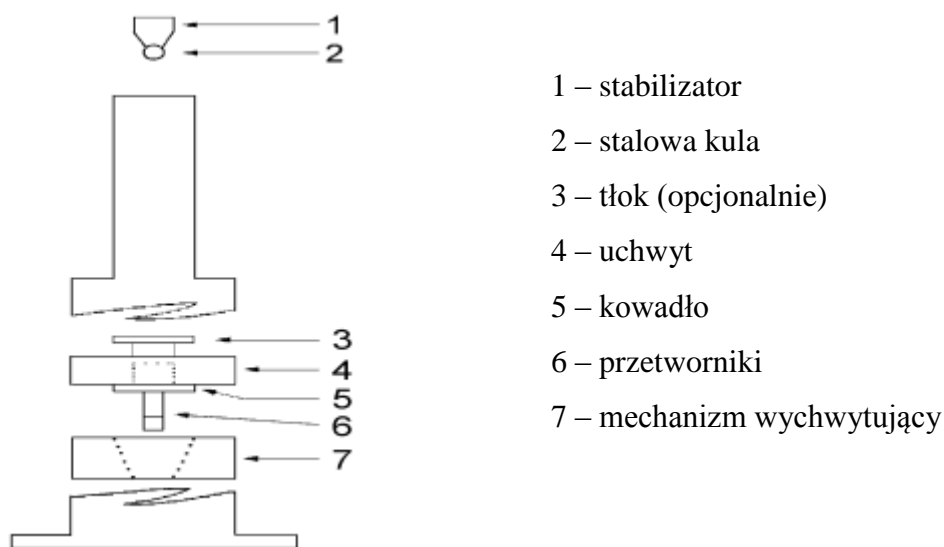 1
2
3
4
5
6
7
1 – stabilizator
2 – stalowa kula
3 – tłok (opcjonalnie)
4 – uchwyt
5 – kowadło
6 – przetworniki
7 – mechanizm wychwytujący